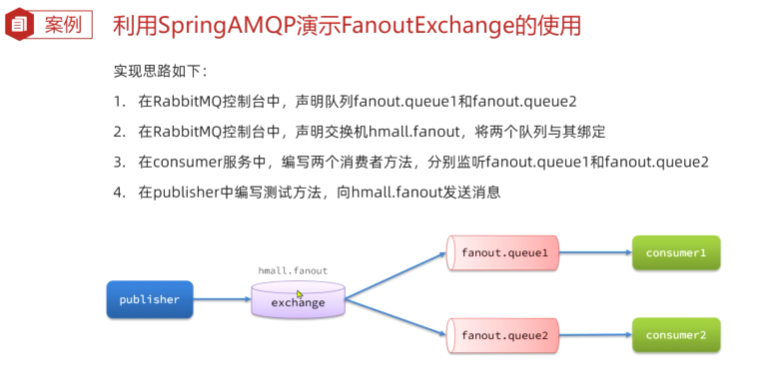 案例
利用SpringAMQP演示FanoutExchange的使用
实现思路如下：
1. 在RabbitMQ控制台中，声明队列fanout.queue1和fanout.queue2
2. 在RabbitMQ控制台中，声明交换机hmall.fanout，将两个队列与其绑定
3. 在consumer服务中，编写两个消费者方法，分别监听fanout.queue1和fanout.queue2
4. 在publisher中编写测试方法，向hmall.fanout发送消息
fanout.queue1
consumer1
hmall.fanout
publisher
exchange
fanout.queue2
consumer2